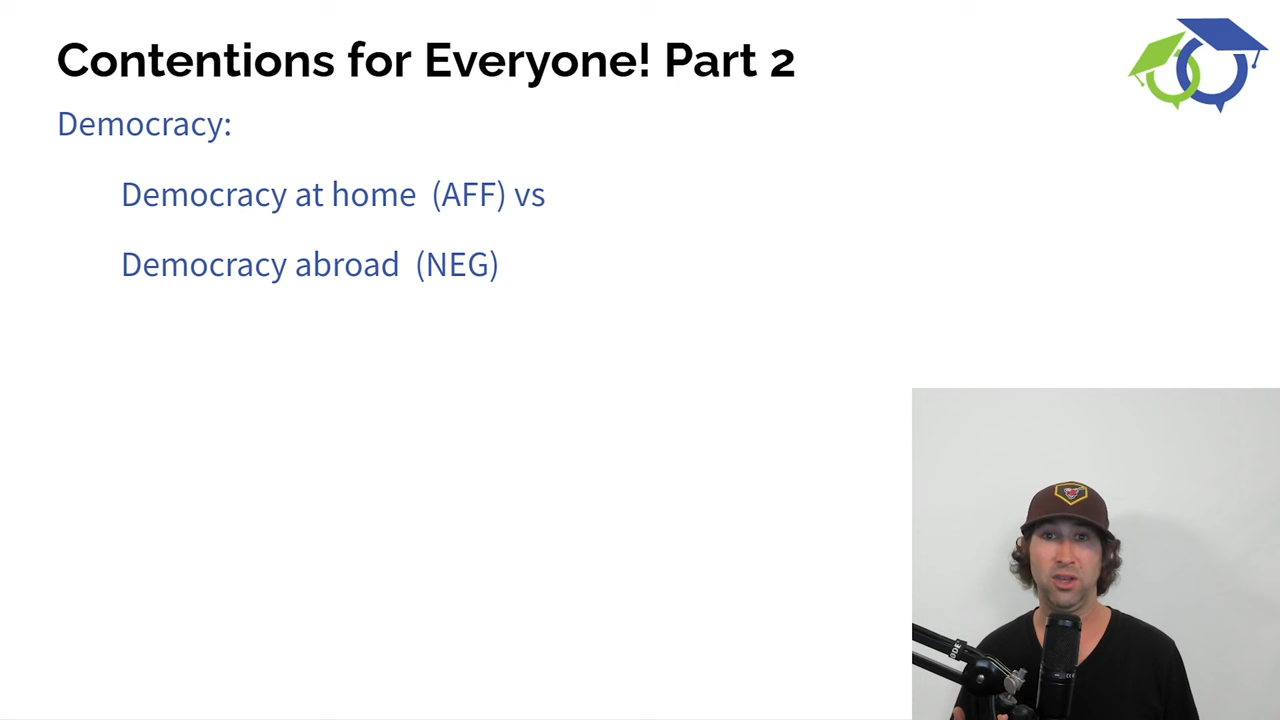 Contentions for Everyone! Part 2
Democracy:
Democracy at home (AFF) vs
Democracy abroad (NEG)